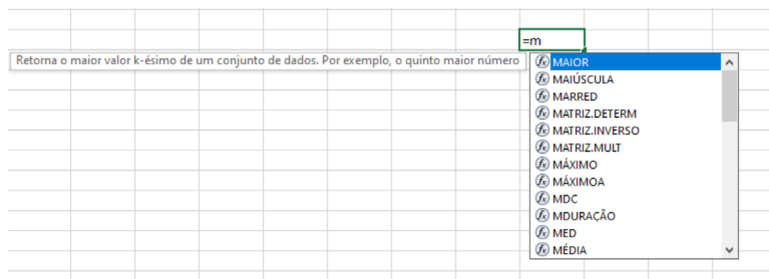 =m
Retorna o maior valor k-ésimo de um conjunto de dados. Por exemplo, o quinto maior número
MAIOR
MAIÚSCULA
MARRED
MATRIZ.DETERM
MATRIZ.INVERSO
MATRIZ.MULT
MÁXIMO
MÁXIMOA
MDC
MDURAÇÃO
MED
MÉDIA